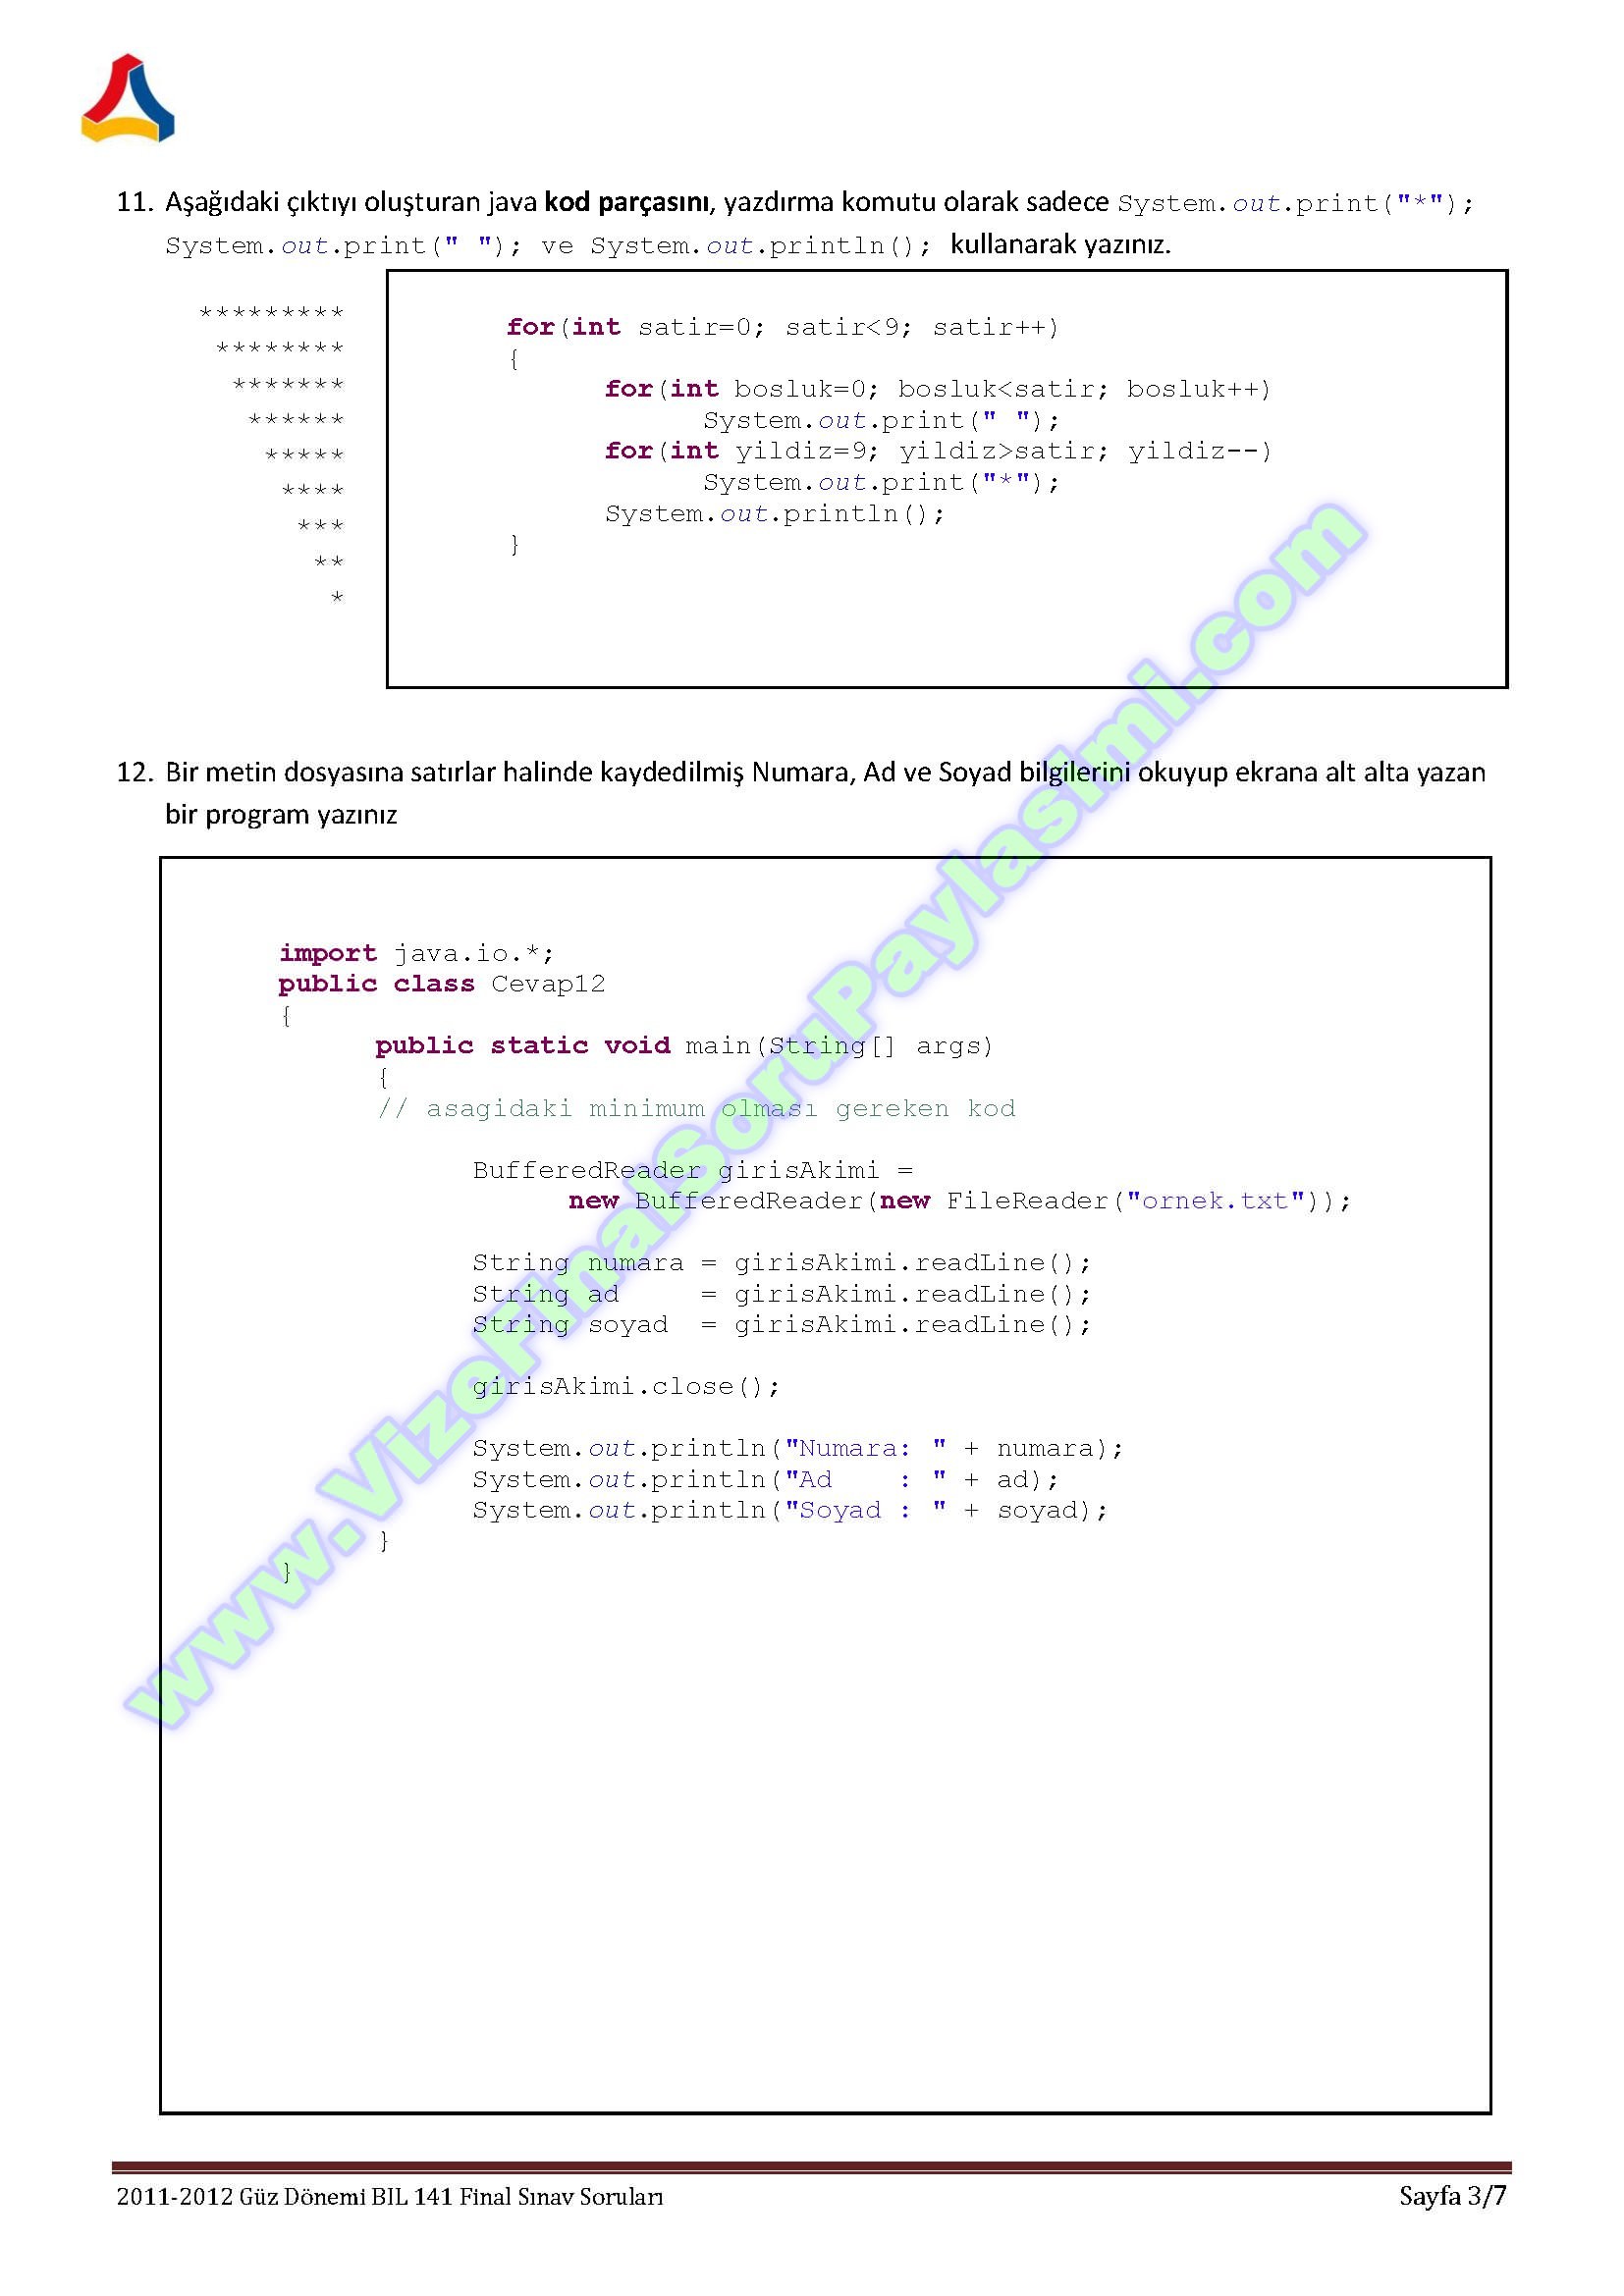 11. Aşağıdaki çıktıyı oluşturan java kod parçasını, yazdırma komutu olarak sadece System.out.print("*");
System.out.print(" "); ve System.out.println(); kullanarak yazınız.
*********
********
*******
******
*****
****
***
**
*
for(int satir=0; satir<9; satir++)
{
for(int bosluk=0; bosluk<satir; bosluk++)
System.out.print(" ");
for(int yildiz=9; yildiz>satir; yildiz--)
System.out.print("*");
System.out.println();
}
12. Bir metin dosyasına satırlar halinde kaydedilmiş Numara, Ad ve Soyad bilgilerini okuyup ekrana alt alta yazan
bir program yazınız
import java.io.*;
public class Cevap12
{
public static void main(String[] args)
{
// asagidaki minimum olması gereken kod
BufferedReader girisAkimi =
new BufferedReader(new FileReader("ornek.txt"));
String numara = girisAkimi.readLine();
String ad     = girisAkimi.readLine();
String soyad  = girisAkimi.readLine();
girisAkimi.close();
System.out.println("Numara: " + numara);
System.out.println("Ad    : " + ad);
System.out.println("Soyad : " + soyad);
}
}
www.VizeFinalSoruPaylasimi.com
2011-2012 Güz Dönemi BIL 141 Final Sınav Soruları
Sayfa 3/7